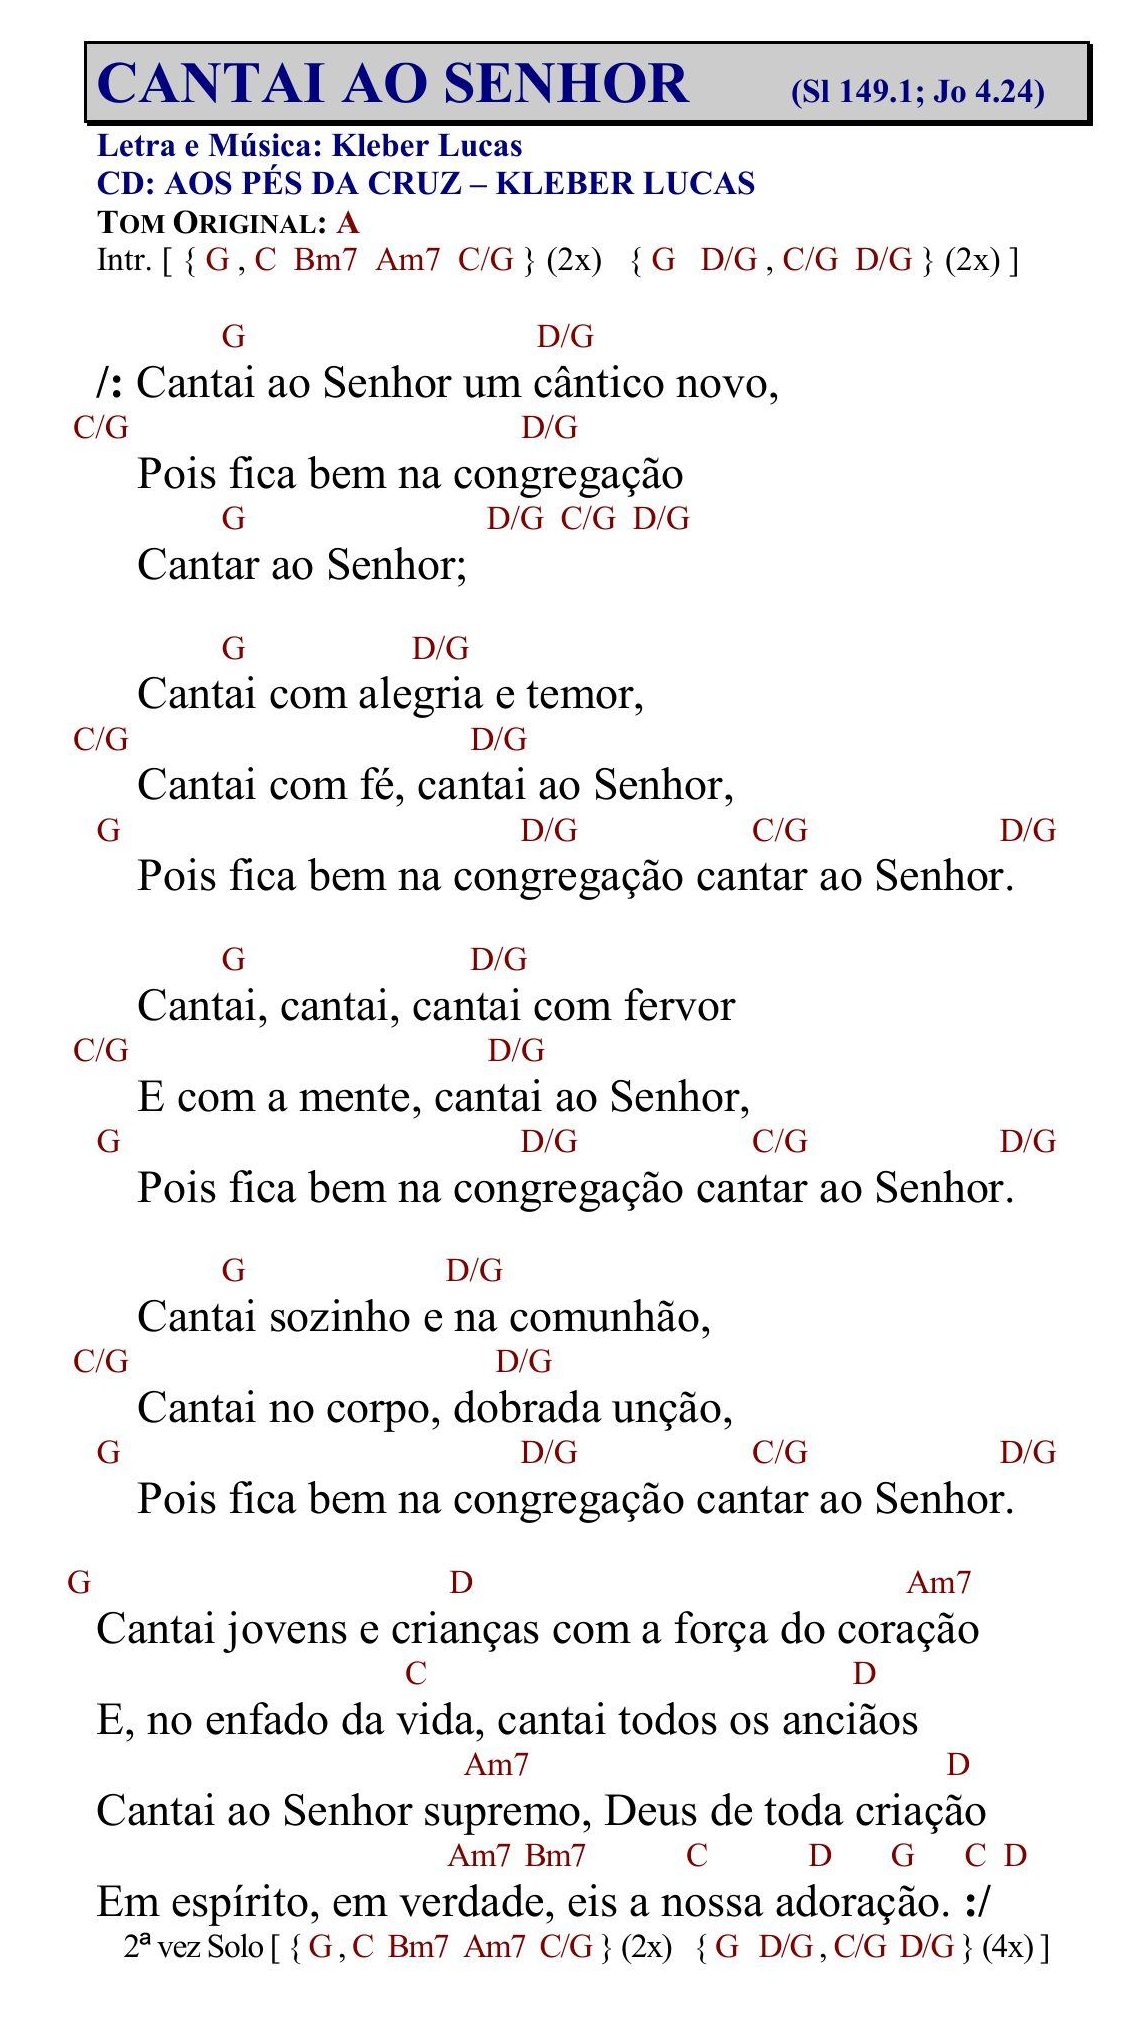 CANTAI AO SENHOR (Sl 149.1; Jo 4.24)
Letra e Música: Kleber Lucas
CD: AOS PÉS DA CRUZ – KLEBER LUCAS
TOM ORIGINAL: A
Intr. [ { G , C Bm7 Am7 C/G } (2x) { G D/G , C/G D/G } (2x) ]
G D/G
/: Cantai ao Senhor um cântico novo,
C/G D/G
Pois fica bem na congregação
G D/G C/G D/G
Cantar ao Senhor;
G D/G
Cantai com alegria e temor,
C/G D/G
Cantai com fé, cantai ao Senhor,
G D/G C/G D/G
Pois fica bem na congregação cantar ao Senhor.
G D/G
Cantai, cantai, cantai com fervor
C/G D/G
E com a mente, cantai ao Senhor,
G D/G C/G D/G
Pois fica bem na congregação cantar ao Senhor.
G D/G
Cantai sozinho e na comunhão,
C/G D/G
Cantai no corpo, dobrada unção,
G D/G C/G D/G
Pois fica bem na congregação cantar ao Senhor.
G D Am7
Cantai jovens e crianças com a força do coração
C D
E, no enfado da vida, cantai todos os anciãos
Am7 D
Cantai ao Senhor supremo, Deus de toda criação
Am7 Bm7 C D G C D
Em espírito, em verdade, eis a nossa adoração. :/
2ª vez Solo [ { G , C Bm7 Am7 C/G } (2x) { G D/G , C/G D/G } (4x) ]